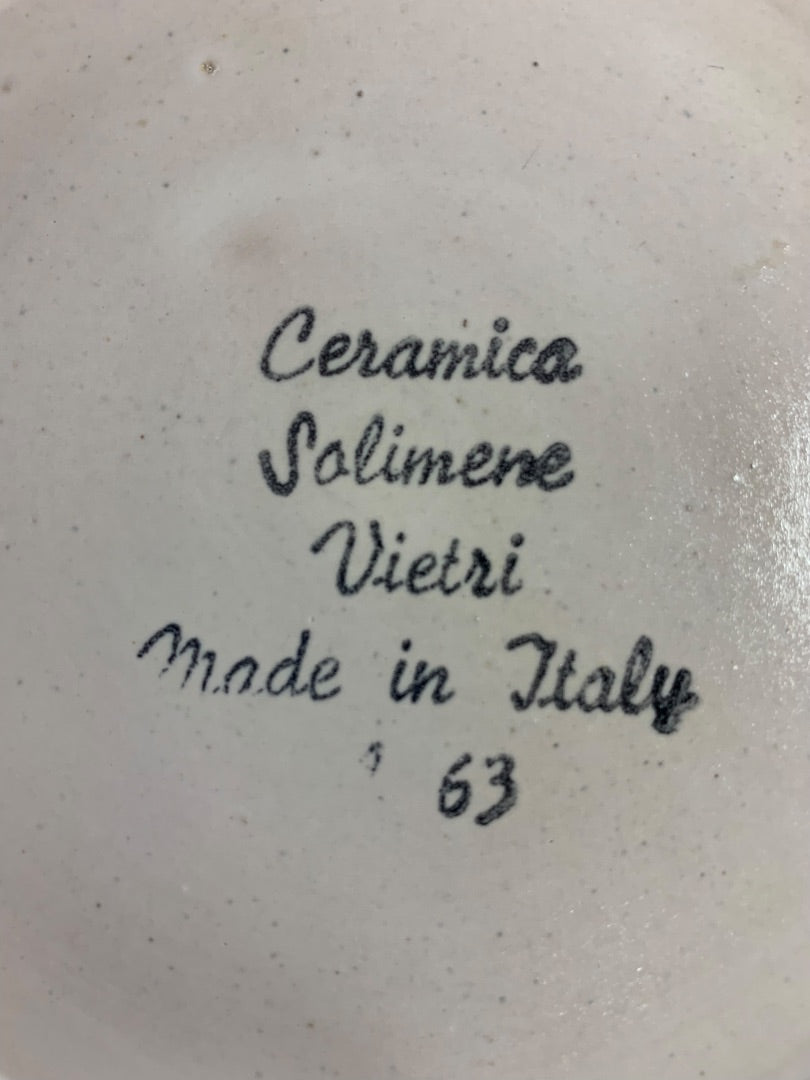 Ceramica
Solimene
Vietri
Made in Italy
63